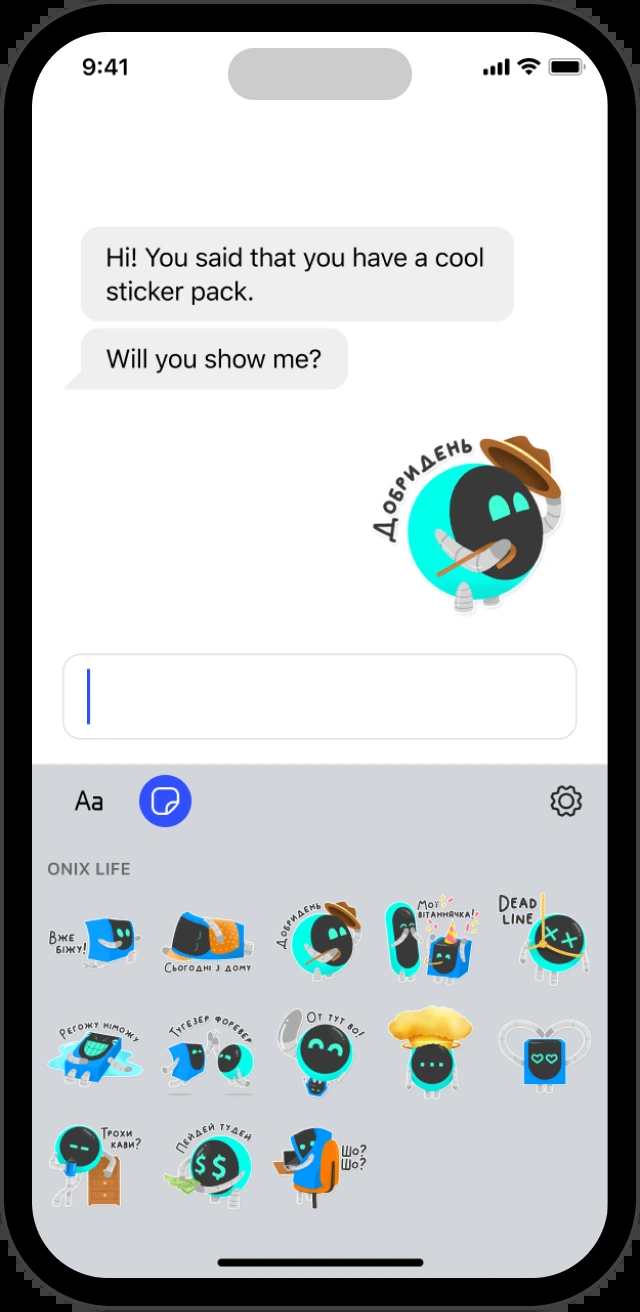 9:41
Hi! You said that you have a cool
sticker pack.
Will you show me?
Добридень
Aa
ONIX LIFE
Вже
біжу!
Сьогодні з дому
Добридень
Мої
вітаннячка!
DEAD
LINE
Регожу німожу
Тугезер форевер
От тут во!
Трохи
кави?
Пейдей тудей
Шо?
Шо?